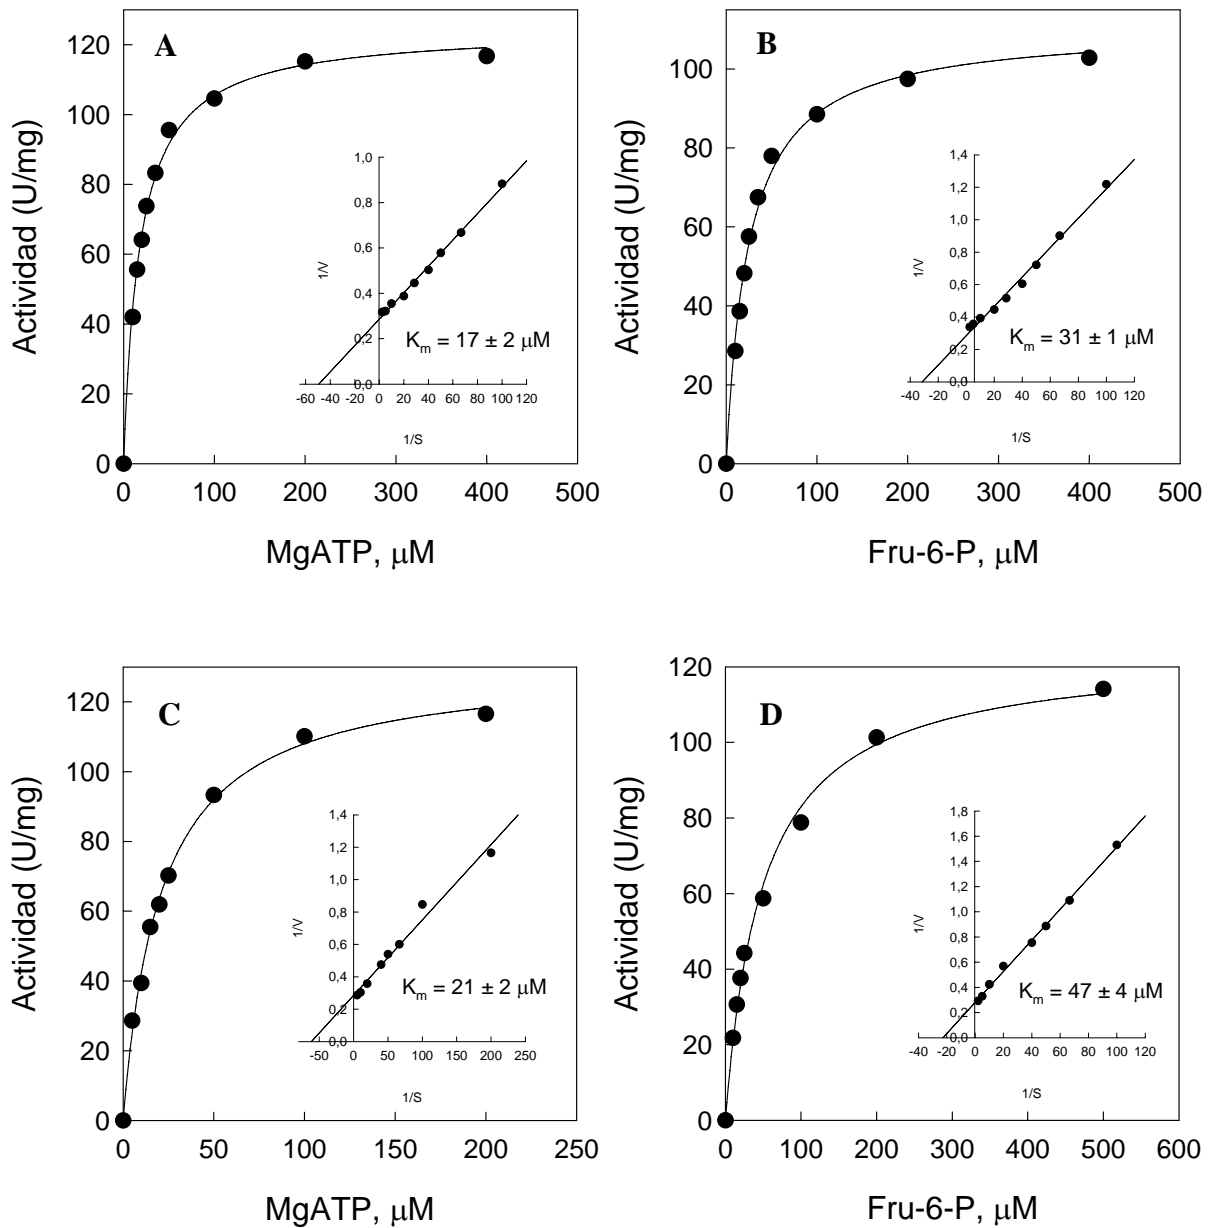 A
Actividad (U/mg)
120
100
80
60
40
20
0
0 100 200 300 400 500
MgATP, μM
1/V
1,0
0,8
0,6
0,4
0,2
0,0
-60 -40 -20 0 20 40 60 80 100 120
1/S
Km = 17 ± 2 μM
B
Actividad (U/mg)
100
80
60
40
20
0
0 100 200 300 400 500
Fru-6-P, μM
1/V
1,4
1,2
1,0
0,8
0,6
0,4
0,2
0,0
-40 -20 0 20 40 60 80 100 120
1/S
Km = 31 ± 1 μM
C
Actividad (U/mg)
120
100
80
60
40
20
0
0 50 100 150 200 250
MgATP, μM
1/V
1,4
1,2
1,0
0,8
0,6
0,4
0,2
0,0
-50 0 50 100 150 200 250
1/S
Km = 21 ± 2 μM
D
Actividad (U/mg)
120
100
80
60
40
20
0
0 100 200 300 400 500 600
Fru-6-P, μM
1/V
1,8
1,6
1,4
1,2
1,0
0,8
0,6
0,4
0,2
0,0
-40 -20 0 20 40 60 80 100 120
1/S
Km = 47 ± 4 μM